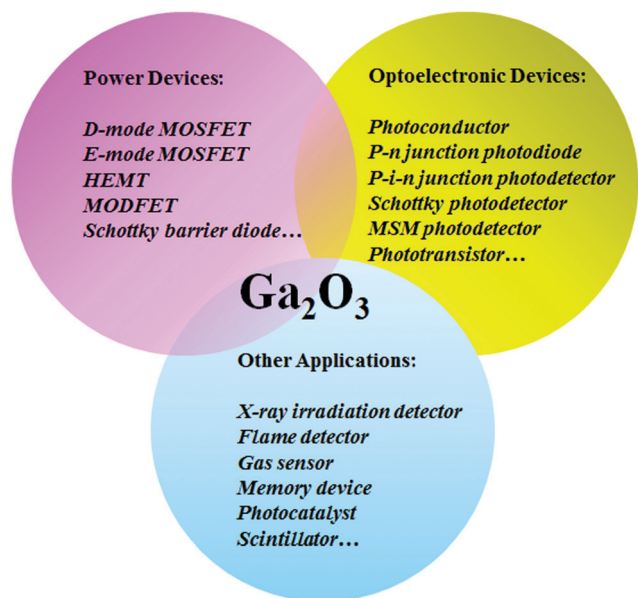 Power Devices:
D-mode MOSFET
E-mode MOSFET
HEMT
MODFET
Schottky barrier diode…
Optoelectronic Devices:
Photoconductor
P-n junction photodiode
P-i-n junction photodetector
Schottky photodetector
MSM photodetector
Phototransistor…
Ga₂O₃
Other Applications:
X-ray irradiation detector
Flame detector
Gas sensor
Memory device
Photocatalyst
Scintillator…